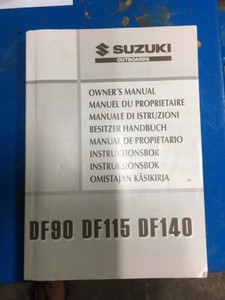 SUZUKI
OUTBOARDS
OWNER'S MANUAL
MANUEL DU PROPRIETAIRE
MANUALE DI ISTRUZIONI
BESITZER HANDBUCH
MANUAL DE PROPIETARIO
INSTRUKTIONSBOK
INSTRUKSJONSBOK
OMISTAJAN KÄSIKIRJA
DF90 DF115 DF140